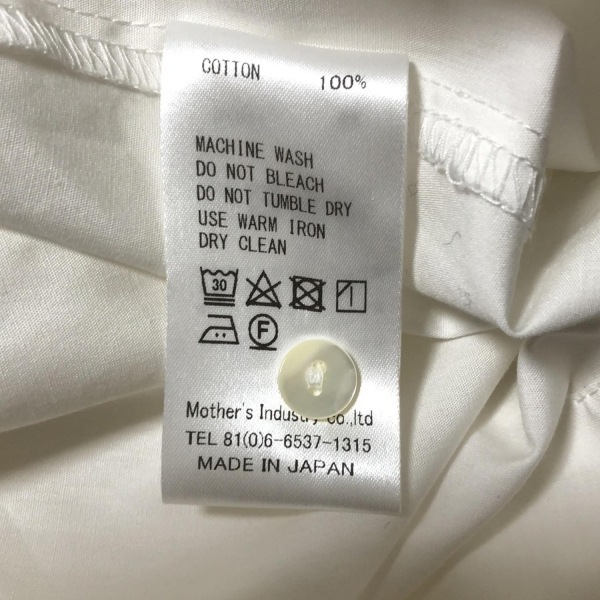 COTTON 100%
MACHINE WASH
DO NOT BLEACH
DO NOT TUMBLE DRY
USE WARM IRON
DRY CLEAN
30
F
Mother's Industry Co.,ltd
TEL 81(0)6-6537-1315
MADE IN JAPAN